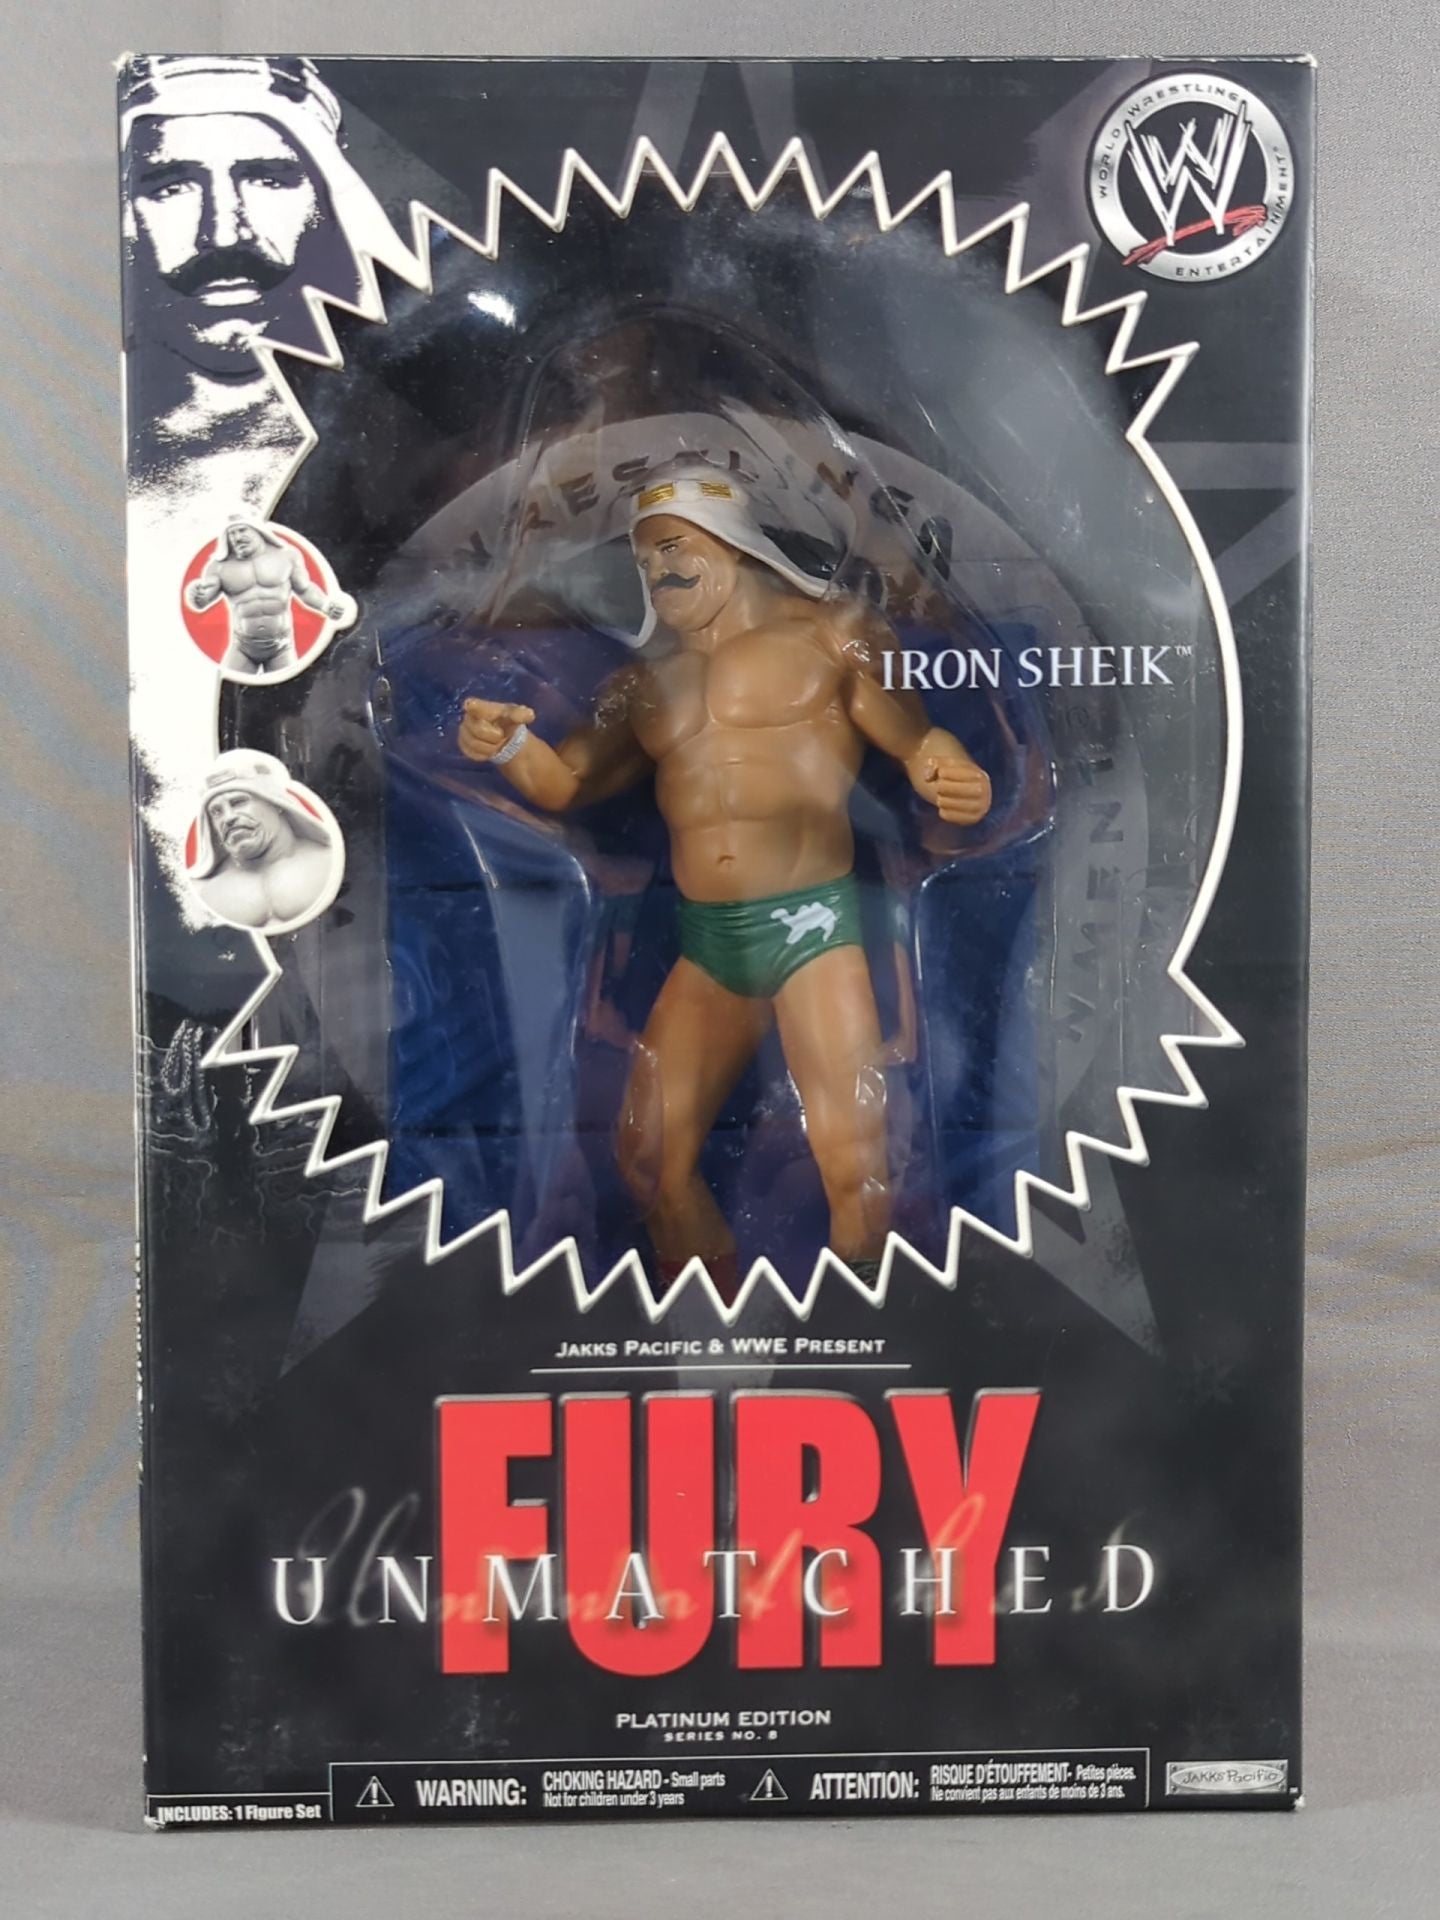 WORLD WRESTLING
ENTERTAINMENT
W
WRESTLING
IRON SHEIK™
JAKKS PACIFIC & WWE PRESENT
FURY
UNMATCHED
PLATINUM EDITION
SERIES NO. 8
WARNING: CHOKING HAZARD - Small parts
Not for children under 3 years
ATTENTION: RISQUE D'ÉTOUFFEMENT- Petites pièces.
Ne convient pas aux enfants de moins de 3 ans.
JAKKS Pacific™
INCLUDES: 1 Figure Set